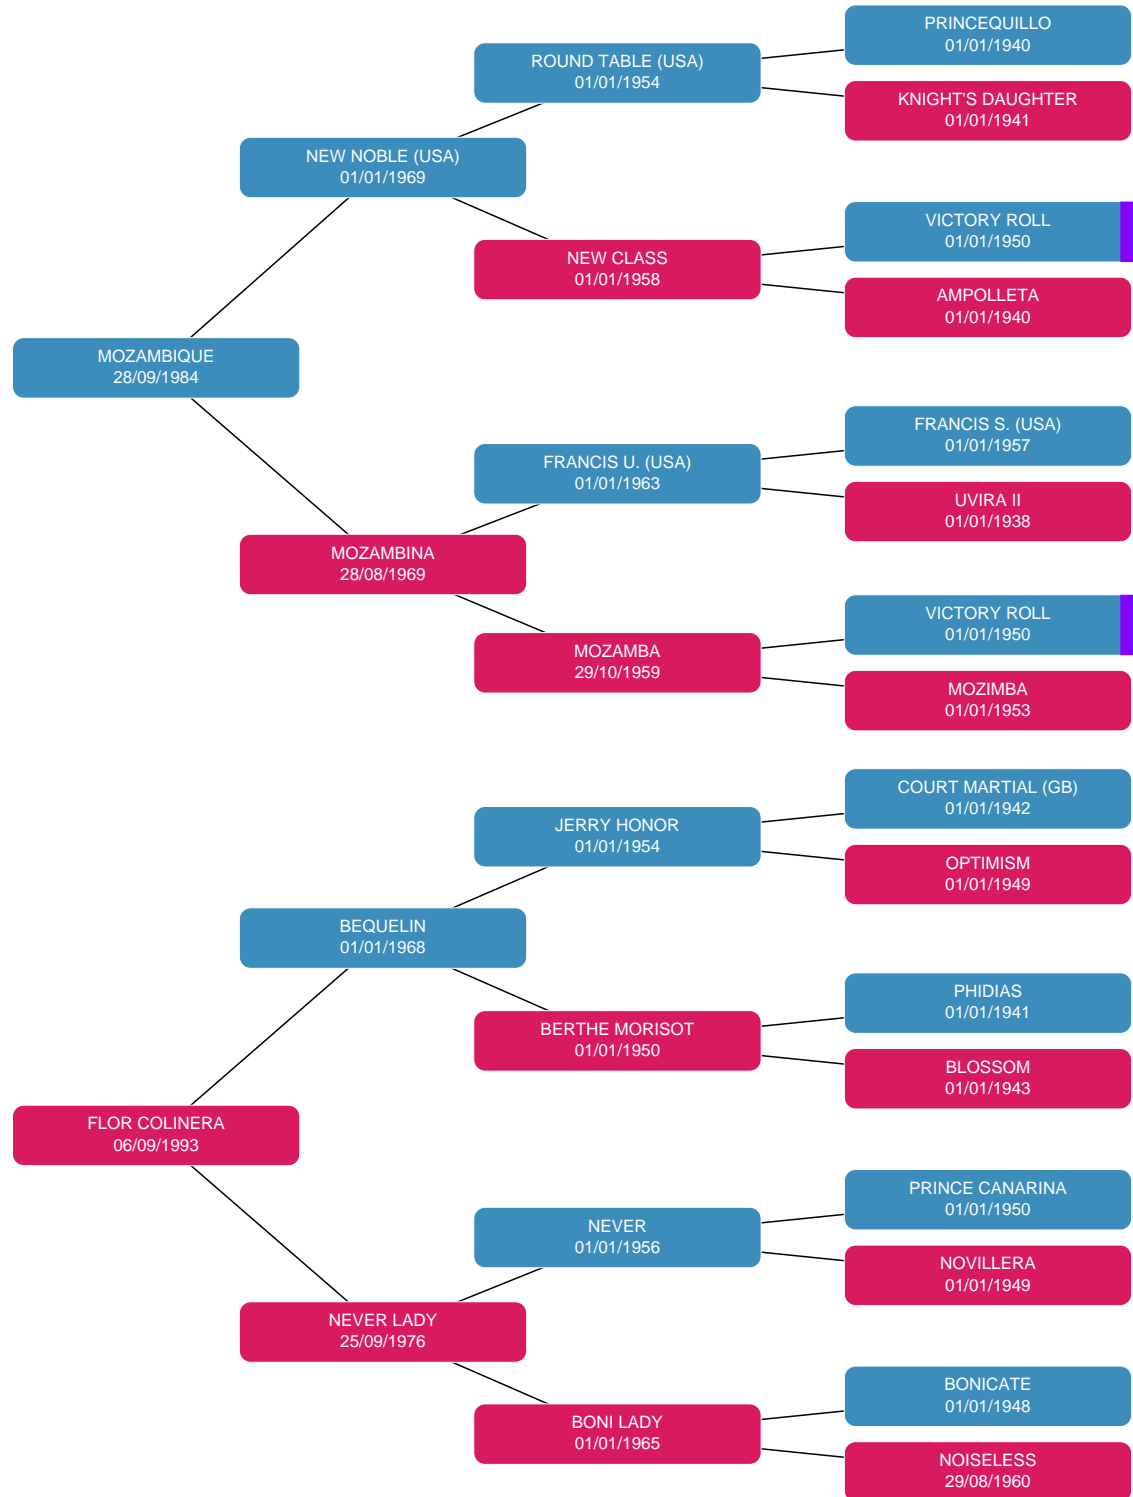 PRINCEQUILLO
01/01/1940
ROUND TABLE (USA)
01/01/1954
KNIGHT'S DAUGHTER
01/01/1941
NEW NOBLE (USA)
01/01/1969
VICTORY ROLL
01/01/1950
NEW CLASS
01/01/1958
AMPOLLETA
01/01/1940
MOZAMBIQUE
28/09/1984
FRANCIS S. (USA)
01/01/1957
FRANCIS U. (USA)
01/01/1963
UVIRA II
01/01/1938
MOZAMBINA
28/08/1969
VICTORY ROLL
01/01/1950
MOZAMBA
29/10/1959
MOZIMBA
01/01/1953
COURT MARTIAL (GB)
01/01/1942
JERRY HONOR
01/01/1954
OPTIMISM
01/01/1949
BEQUELIN
01/01/1968
PHIDIAS
01/01/1941
BERTHE MORISOT
01/01/1950
BLOSSOM
01/01/1943
FLOR COLINERA
06/09/1993
PRINCE CANARINA
01/01/1950
NEVER
01/01/1956
NOVILLERA
01/01/1949
NEVER LADY
25/09/1976
BONICATE
01/01/1948
BONI LADY
01/01/1965
NOISELESS
29/08/1960